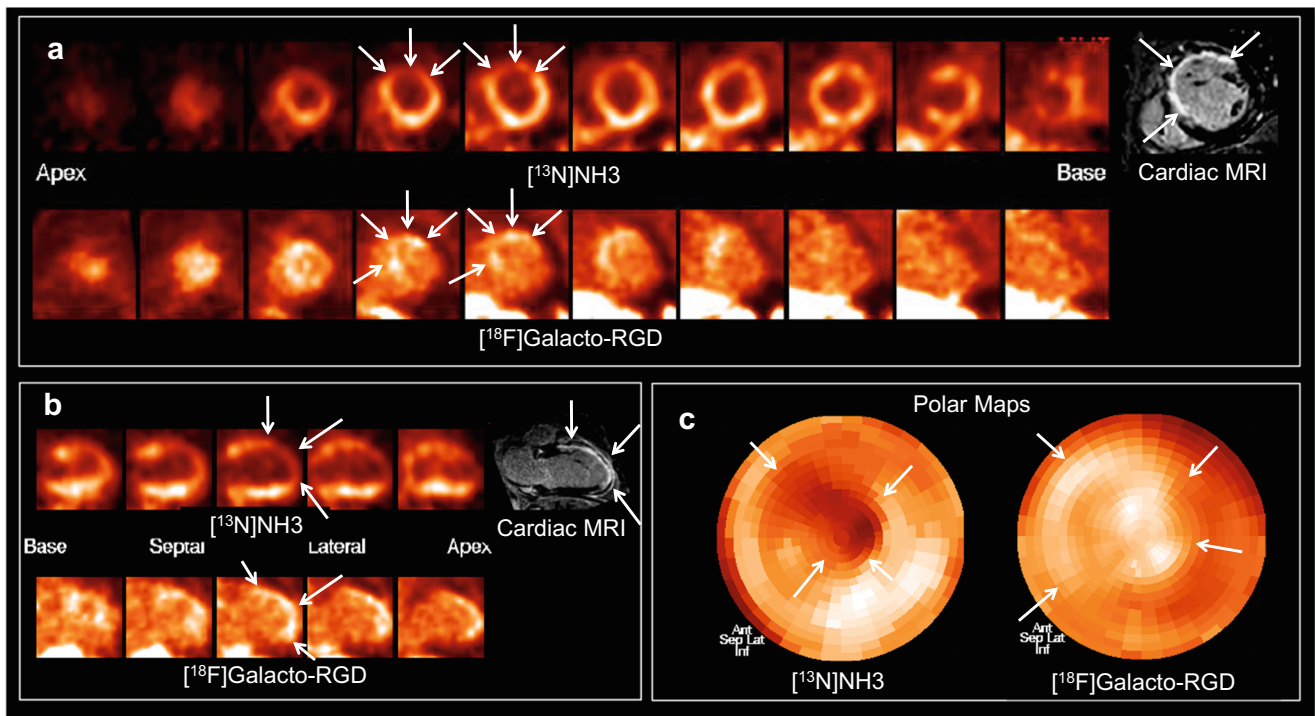 a
Apex
[¹³N]NH3
Base
Cardiac MRI
[¹⁸F]Galacto-RGD
b
[¹³N]NH3
Cardiac MRI
Base
Septal
Lateral
Apex
[¹⁸F]Galacto-RGD
c
Polar Maps
Ant
Sep Lat
Inf
[¹³N]NH3
Ant
Sep Lat
Inf
[¹⁸F]Galacto-RGD